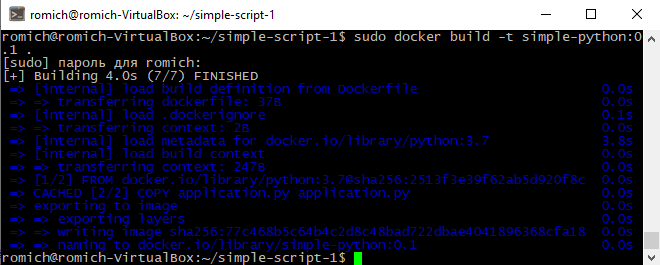 romich@romich-VirtualBox: ~/simple-script-1
romich@romich-VirtualBox:~/simple-script-1$ sudo docker build -t simple-python:0
.1 .
[sudo] пароль для romich:
[+] Building 4.0s (7/7) FINISHED
=> [internal] load build definition from Dockerfile 0.0s
=> => transferring dockerfile: 37B 0.0s
=> [internal] load .dockerignore 0.1s
=> => transferring context: 2B 0.0s
=> [internal] load metadata for docker.io/library/python:3.7 3.8s
=> [internal] load build context 0.0s
=> => transferring context: 247B 0.0s
=> [1/2] FROM docker.io/library/python:3.7@sha256:2513f3e39f62ab5d920f8c 0.0s
=> CACHED [2/2] COPY application.py application.py 0.0s
=> exporting to image 0.0s
=> => exporting layers 0.0s
=> => writing image sha256:77c468b5c64b4c2d8c48bad722dbae4041896368cfa18 0.0s
=> => naming to docker.io/library/simple-python:0.1 0.0s
romich@romich-VirtualBox:~/simple-script-1$